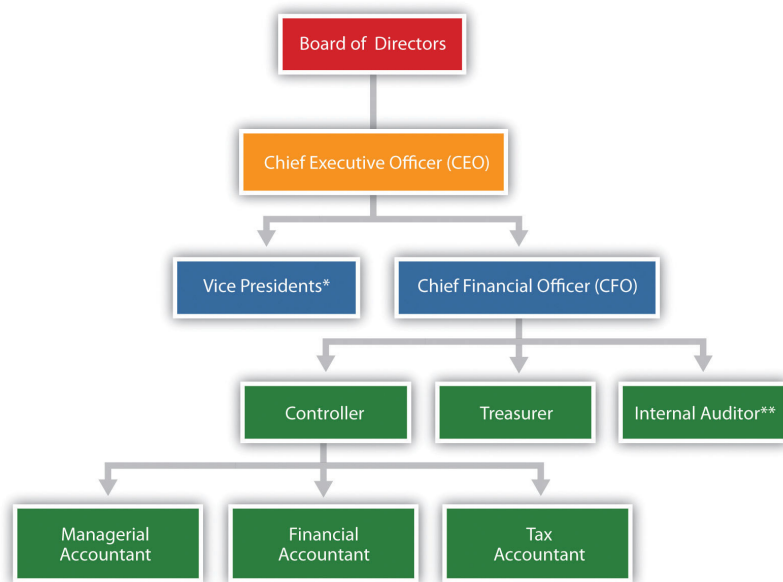 Board of Directors
Chief Executive Officer (CEO)
Vice Presidents*
Chief Financial Officer (CFO)
Controller
Treasurer
Internal Auditor**
Managerial
Accountant
Financial
Accountant
Tax
Accountant